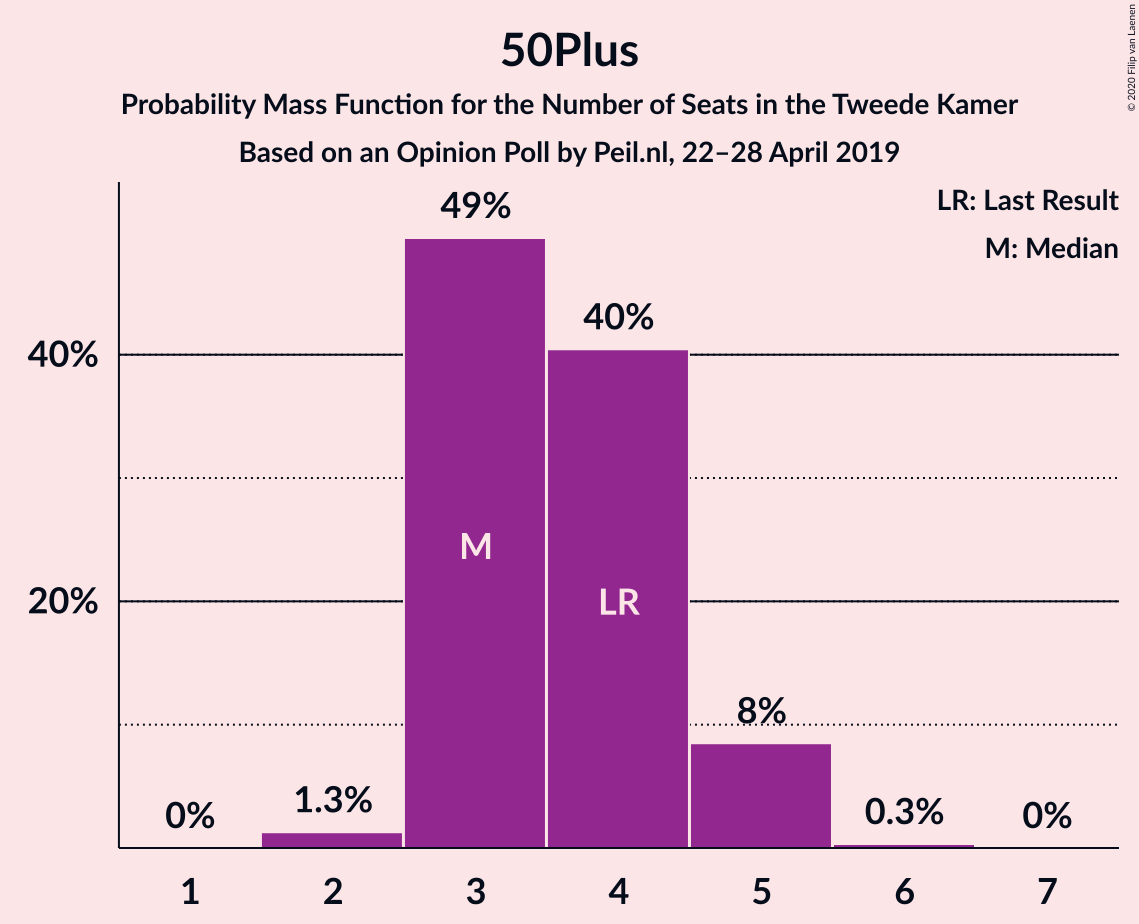 50Plus
Probability Mass Function for the Number of Seats in the Tweede Kamer
Based on an Opinion Poll by Peil.nl, 22–28 April 2019
© 2020 Filip van Laenen
LR: Last Result
M: Median
49%
40%
40%
M
LR
20%
8%
0%
1.3%
0.3%
0%
1 2 3 4 5 6 7